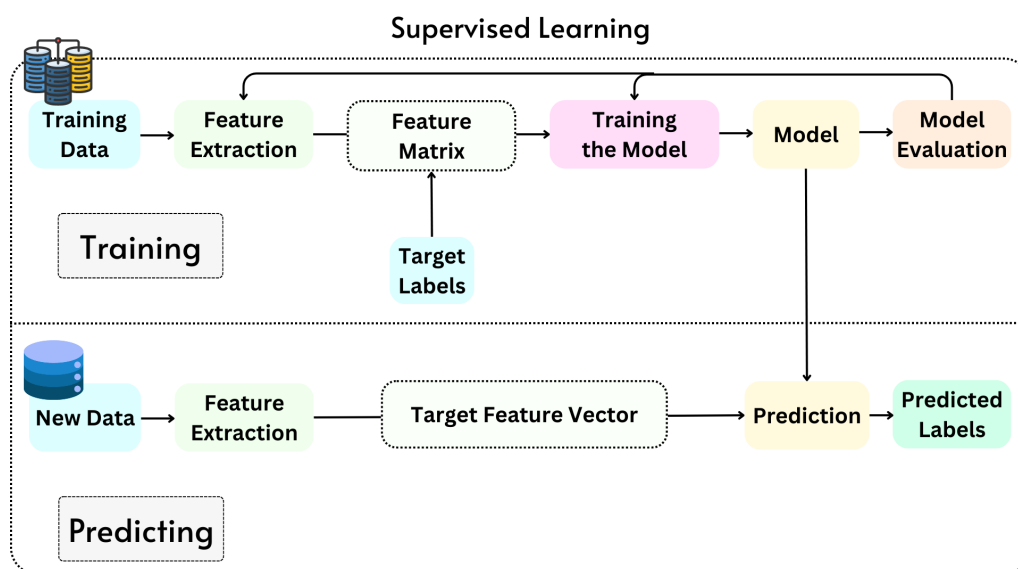 Supervised Learning
Training
Data
Feature
Extraction
Feature
Matrix
Training
the Model
Model
Model
Evaluation
Target
Labels
Training
New Data
Feature
Extraction
Target Feature Vector
Prediction
Predicted
Labels
Predicting